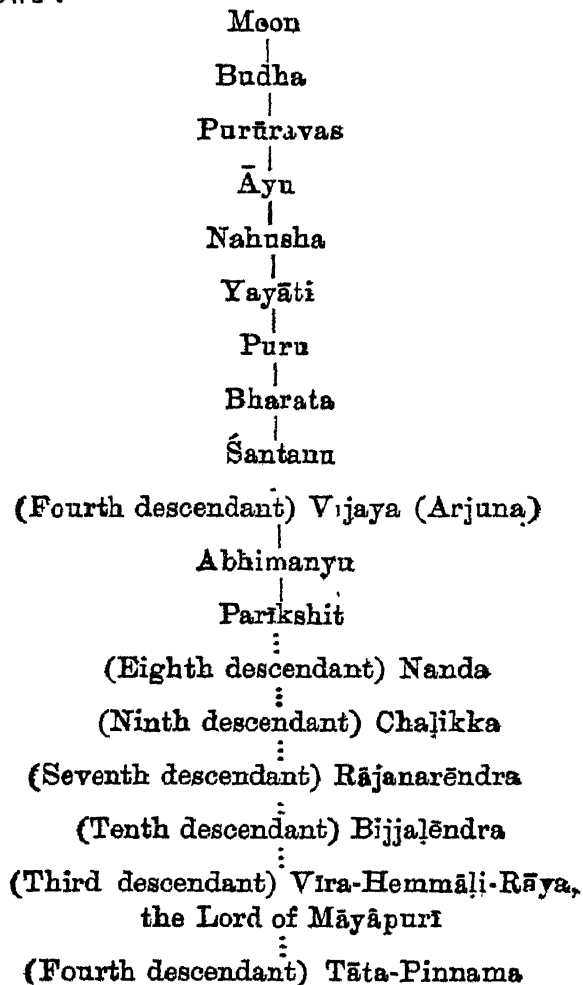 Moon
Budha
Purūravas
Āyu
Nahusha
Yayāti
Puru
Bharata
Śantanu
(Fourth descendant) Vijaya (Arjuna)
Abhimanyu
Parīkshit
(Eighth descendant) Nanda
(Ninth descendant) Chaḷikka
(Seventh descendant) Rājanarēndra
(Tenth descendant) Bijjaḷēndra
(Third descendant) Vīra-Hemmāḷi-Rāya,
the Lord of Māyâpurī
(Fourth descendant) Tāta-Pinnama